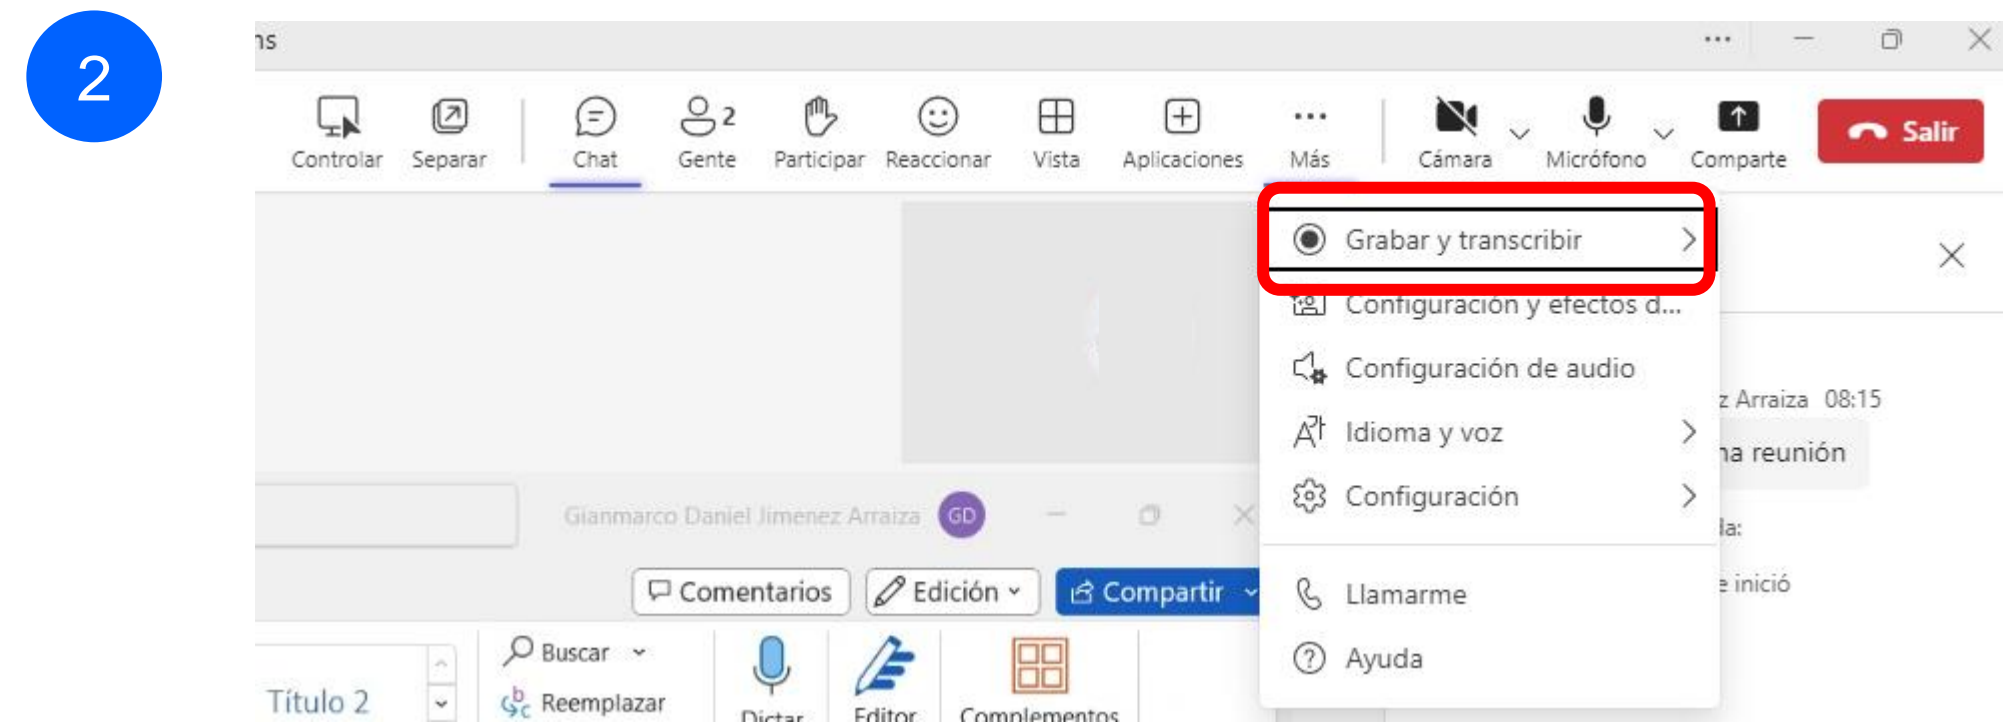 2
ns
Controlar Separar Chat Gente 2 Participar Reaccionar Vista Aplicaciones Más Cámara Micrófono Comparte Salir
Grabar y transcribir
Configuración y efectos d...
Configuración de audio
Idioma y voz
Configuración
Llamarme
Ayuda
z Arraiza 08:15
na reunión
da:
e inició
Gianmarco Daniel Jimenez Arraiza GD
Comentarios Edición Compartir
Título 2
Buscar
Reemplazar
Dictar Editor Complementos